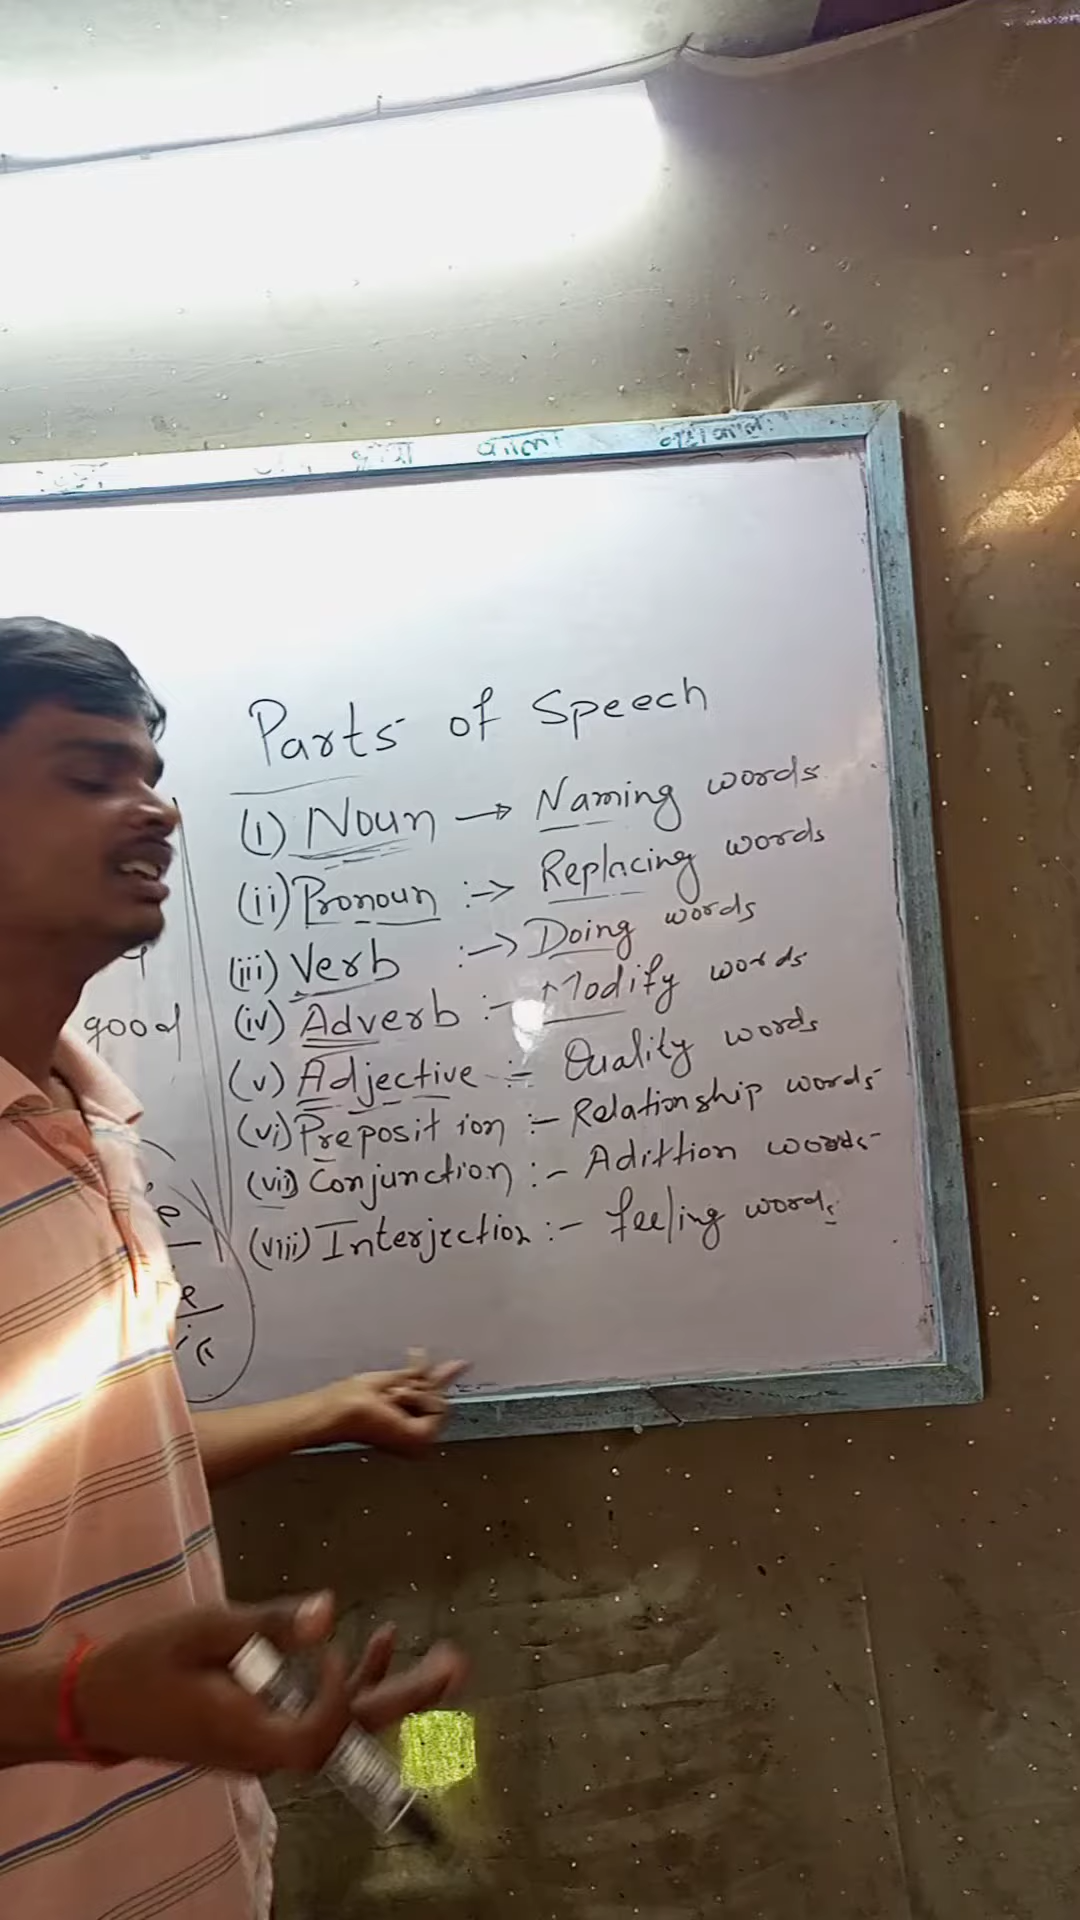 काला
Parts of Speech
(i) Noun → Naming words
(ii) Pronoun :→ Replacing words
(iii) Verb :→ Doing words
(iv) Adverb :- Modify words
(v) Adjective :- Quality words
(vi) Preposition :- Relationship words
(vii) Conjunction :- Adittion words
(viii) Interjection :- feeling words
good